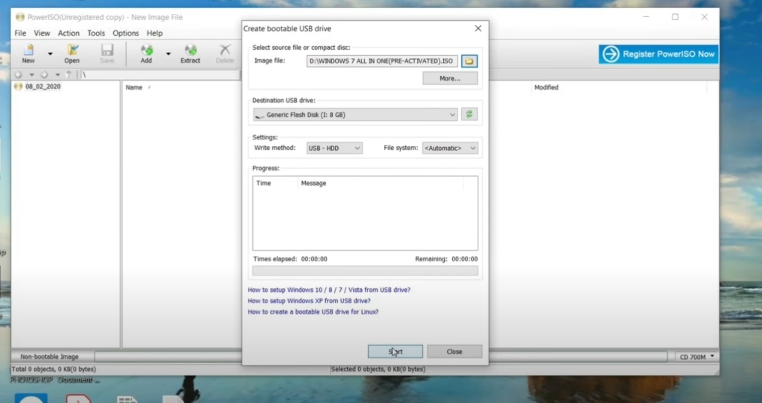 PowerISO(Unregistered copy) - New Image File
File View Action Tools Options Help
New Open Save Add Extract Delete
Register PowerISO Now
\
08_02_2020
Name
Modified
Create bootable USB drive
Select source file or compact disc:
Image file: D:\WINDOWS 7 ALL IN ONE(PRE-ACTIVATED).ISO
More...
Destination USB drive:
Generic Flash Disk (I: 8 GB)
Settings:
Write method: USB - HDD File system: <Automatic>
Progress:
Time Message
Times elapsed: 00:00:00 Remaining: 00:00:00
How to setup Windows 10 / 8 / 7 / Vista from USB drive?
How to setup Windows XP from USB drive?
How to create a bootable USB drive for Linux?
Start Close
Non-bootable Image
CD 700M
Total 0 objects, 0 KB(0 bytes)
Selected 0 objects, 0 KB(0 bytes)
PHOTOSHOP Document ...